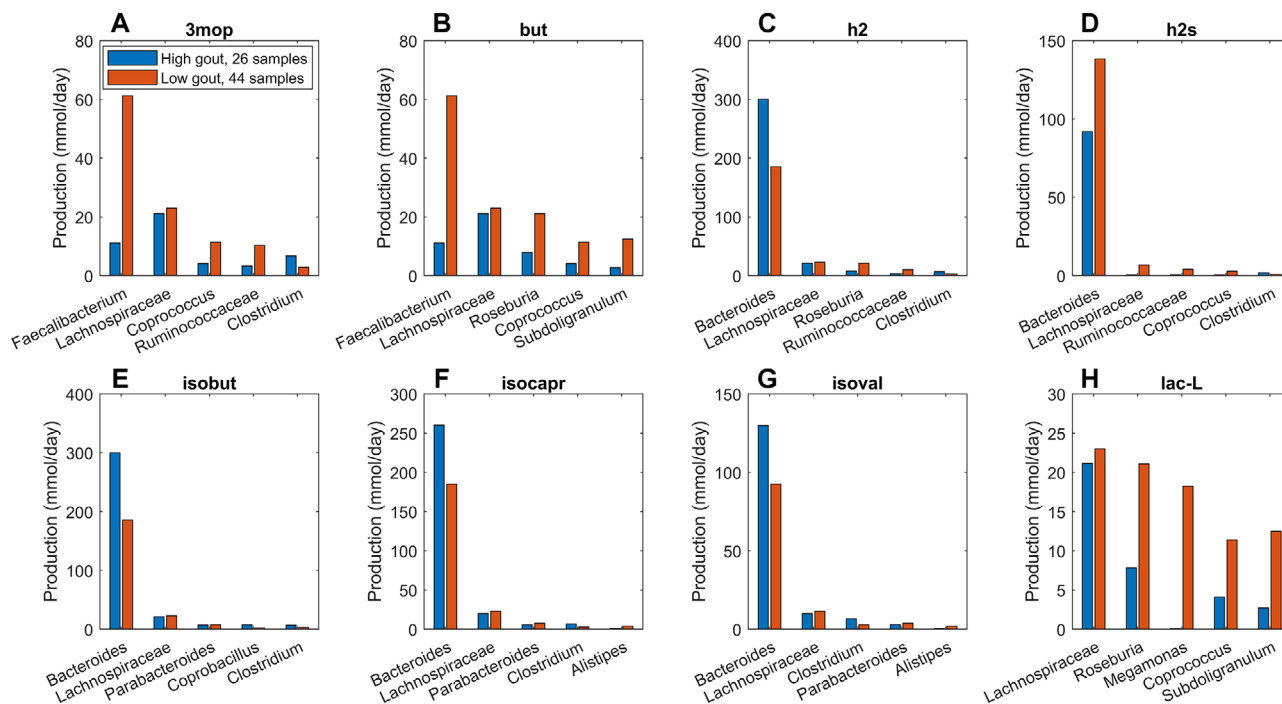 A 3mop
Production (mmol/day)
80
60
40
20
0
High gout, 26 samples
Low gout, 44 samples
Faecalibacterium
Lachnospiraceae
Coprococcus
Ruminococcaceae
Clostridium
B but
Production (mmol/day)
80
60
40
20
0
Faecalibacterium
Lachnospiraceae
Roseburia
Coprococcus
Subdoligranulum
C h2
Production (mmol/day)
400
300
200
100
0
Bacteroides
Lachnospiraceae
Roseburia
Ruminococcaceae
Clostridium
D h2s
Production (mmol/day)
150
100
50
0
Bacteroides
Lachnospiraceae
Ruminococcaceae
Coprococcus
Clostridium
E isobut
Production (mmol/day)
400
300
200
100
0
Bacteroides
Lachnospiraceae
Parabacteroides
Coprobacillus
Clostridium
F isocapr
Production (mmol/day)
300
250
200
150
100
50
0
Bacteroides
Lachnospiraceae
Parabacteroides
Clostridium
Alistipes
G isoval
Production (mmol/day)
150
100
50
0
Bacteroides
Lachnospiraceae
Clostridium
Parabacteroides
Alistipes
H lac-L
Production (mmol/day)
30
25
20
15
10
5
0
Lachnospiraceae
Roseburia
Megamonas
Coprococcus
Subdoligranulum